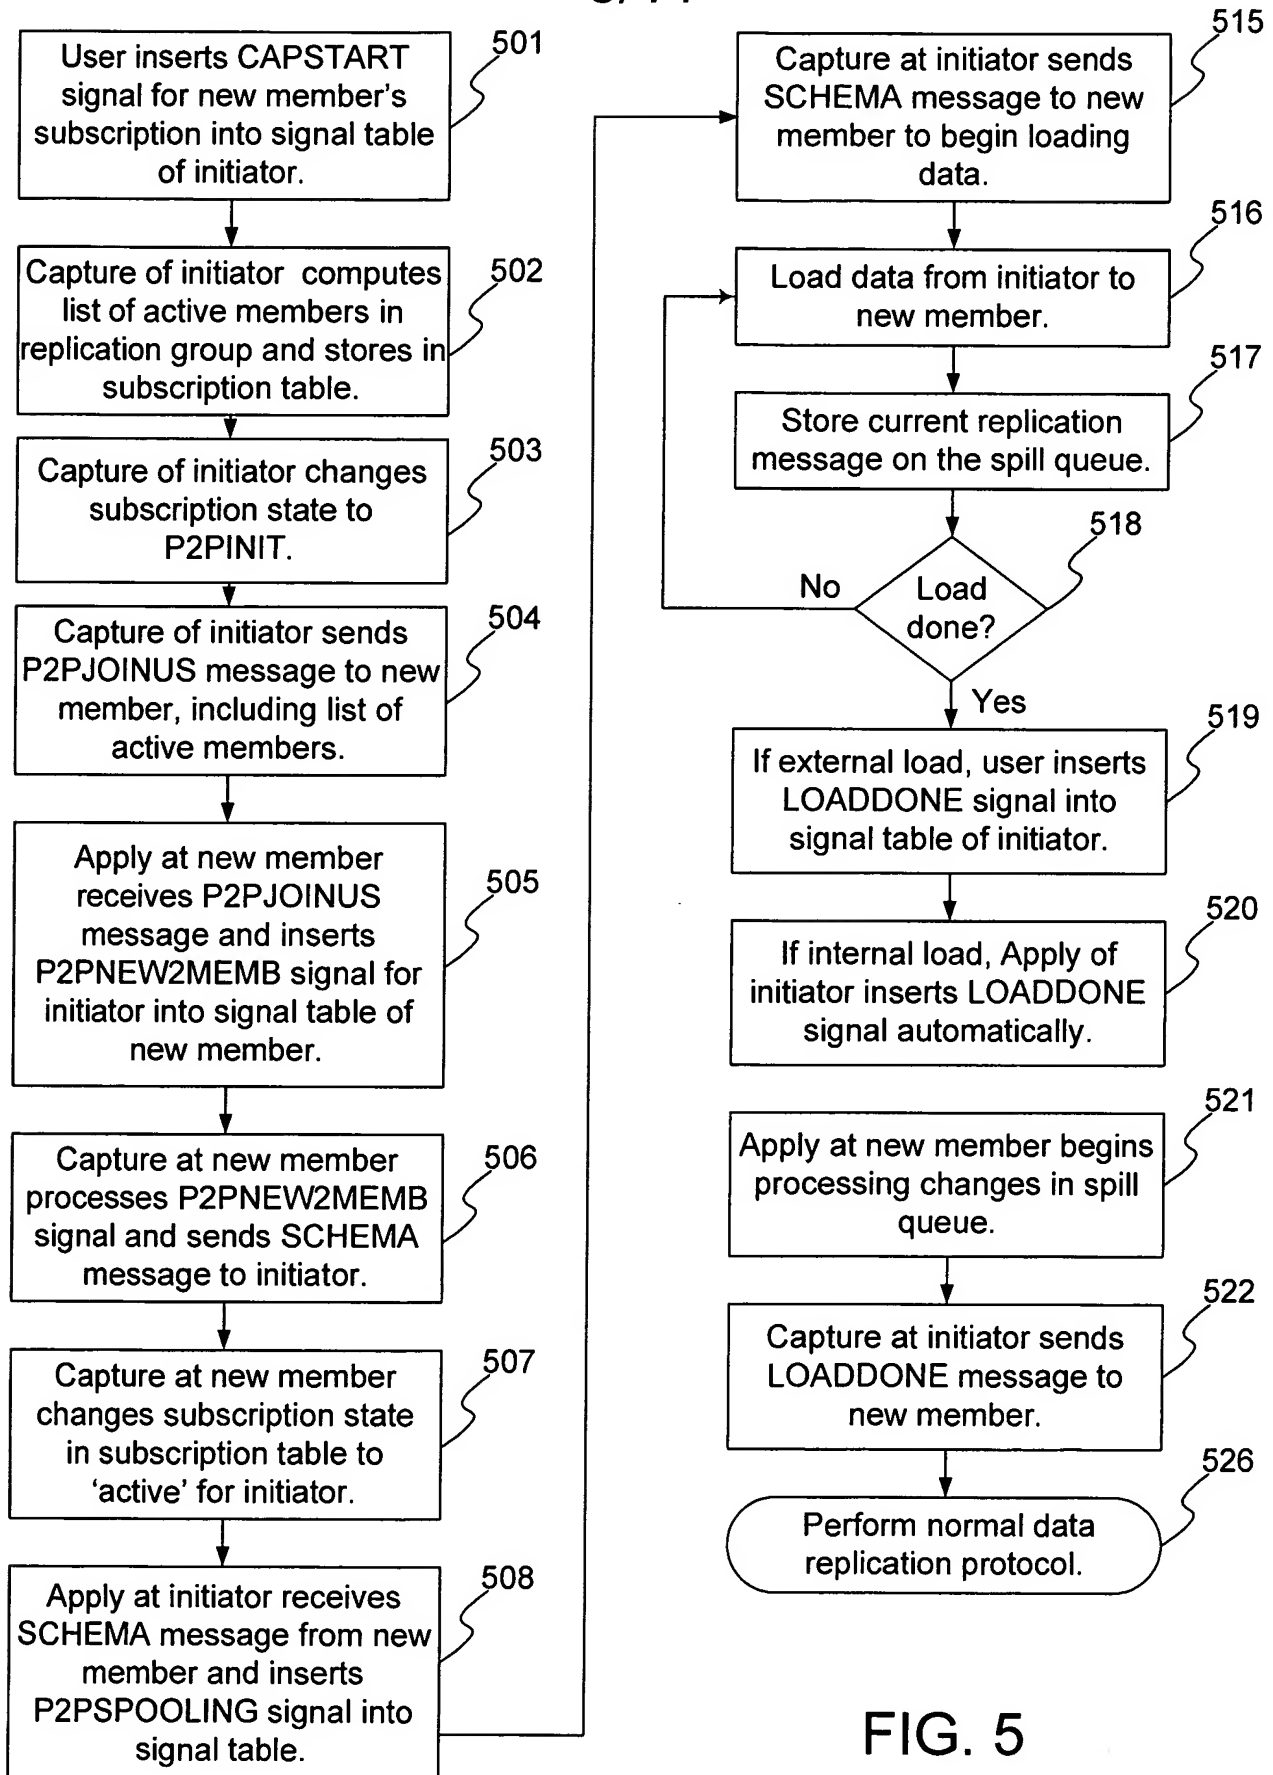 User inserts CAPSTART
signal for new member's
subscription into signal table
of initiator.
501
Capture of initiator computes
list of active members in
replication group and stores in
subscription table.
502
Capture of initiator changes
subscription state to
P2PINIT.
503
Capture of initiator sends
P2PJOINUS message to new
member, including list of
active members.
504
Apply at new member
receives P2PJOINUS
message and inserts
P2PNEW2MEMB signal for
initiator into signal table of
new member.
505
Capture at new member
processes P2PNEW2MEMB
signal and sends SCHEMA
message to initiator.
506
Capture at new member
changes subscription state
in subscription table to
‘active’ for initiator.
507
Apply at initiator receives
SCHEMA message from new
member and inserts
P2PSPOOLING signal into
signal table.
508
Capture at initiator sends
SCHEMA message to new
member to begin loading
data.
515
Load data from initiator to
new member.
516
Store current replication
message on the spill queue.
517
Load
done?
518
No
Yes
If external load, user inserts
LOADDONE signal into
signal table of initiator.
519
If internal load, Apply of
initiator inserts LOADDONE
signal automatically.
520
Apply at new member begins
processing changes in spill
queue.
521
Capture at initiator sends
LOADDONE message to
new member.
522
Perform normal data
replication protocol.
526
FIG. 5